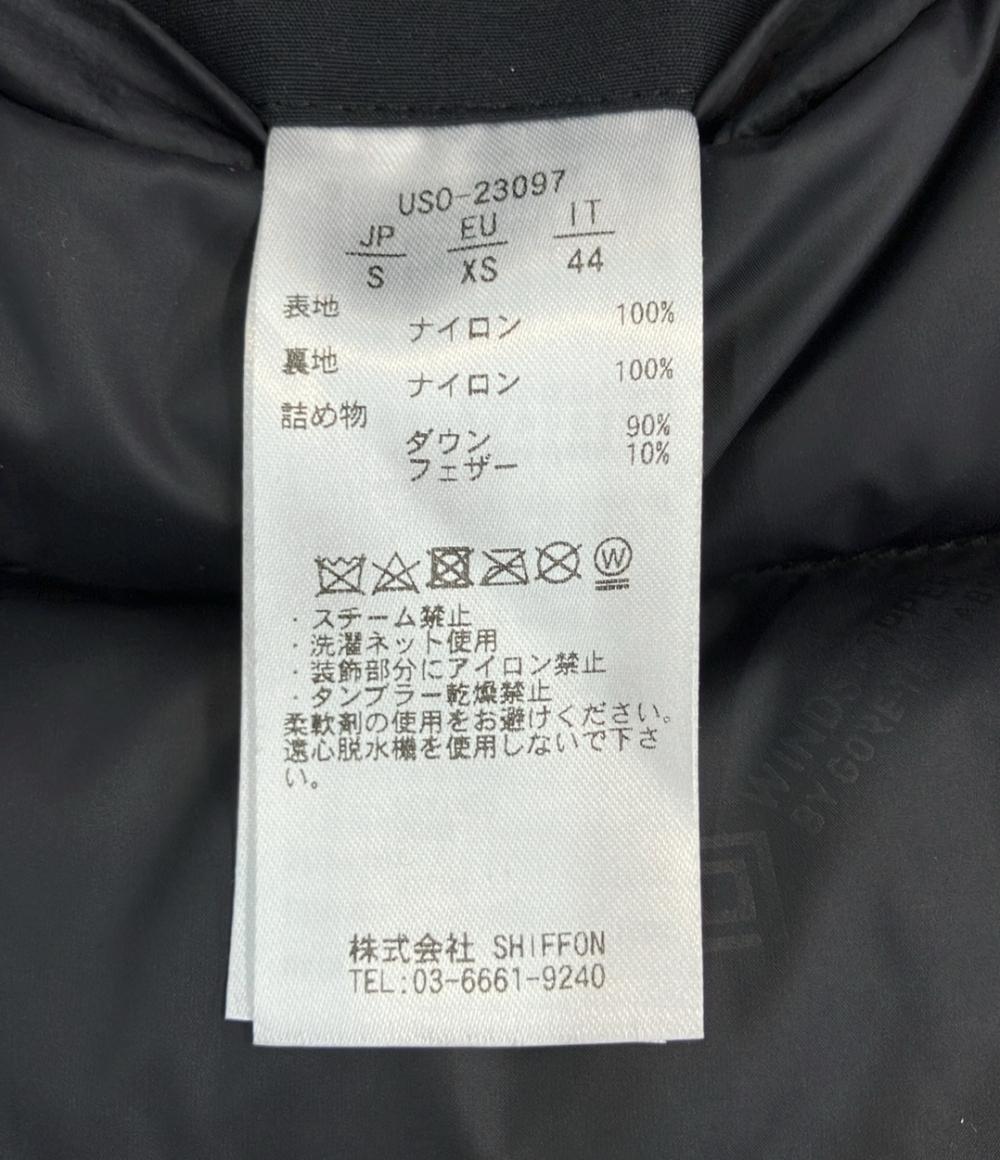 USO-23097
JP EU IT
S XS 44
表地
ナイロン 100%
裏地
ナイロン 100%
詰め物
ダウン 90%
フェザー 10%
W
・スチーム禁止
・洗濯ネット使用
・装飾部分にアイロン禁止
・タンブラー乾燥禁止
柔軟剤の使用をお避けください。
遠心脱水機を使用しないで下さ
い。
株式会社 SHIFFON
TEL:03-6661-9240
BY GORE